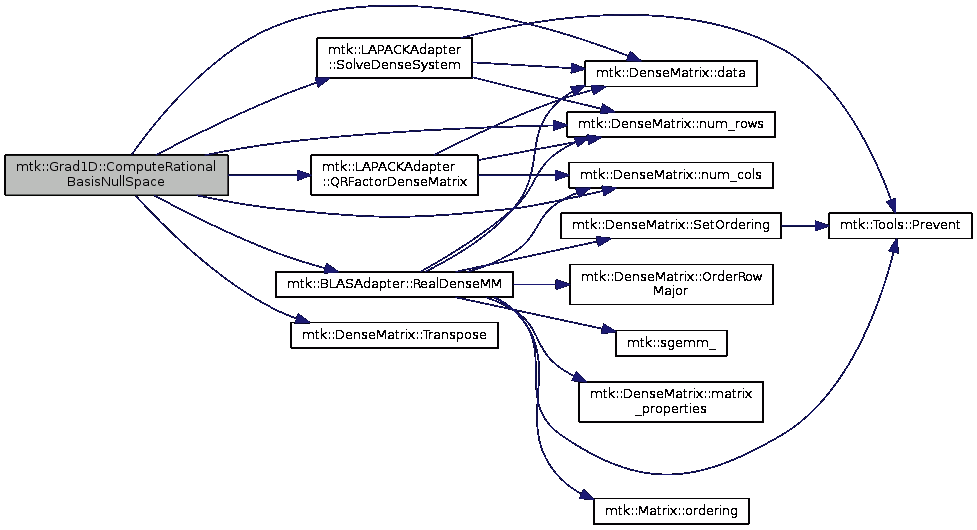 mtk::Grad1D::ComputeRational
BasisNullSpace
mtk::LAPACKAdapter
::SolveDenseSystem
mtk::LAPACKAdapter
::QRFactorDenseMatrix
mtk::BLASAdapter::RealDenseMM
mtk::DenseMatrix::Transpose
mtk::DenseMatrix::data
mtk::DenseMatrix::num_rows
mtk::DenseMatrix::num_cols
mtk::DenseMatrix::SetOrdering
mtk::DenseMatrix::OrderRow
Major
mtk::sgemm_
mtk::DenseMatrix::matrix
_properties
mtk::Matrix::ordering
mtk::Tools::Prevent